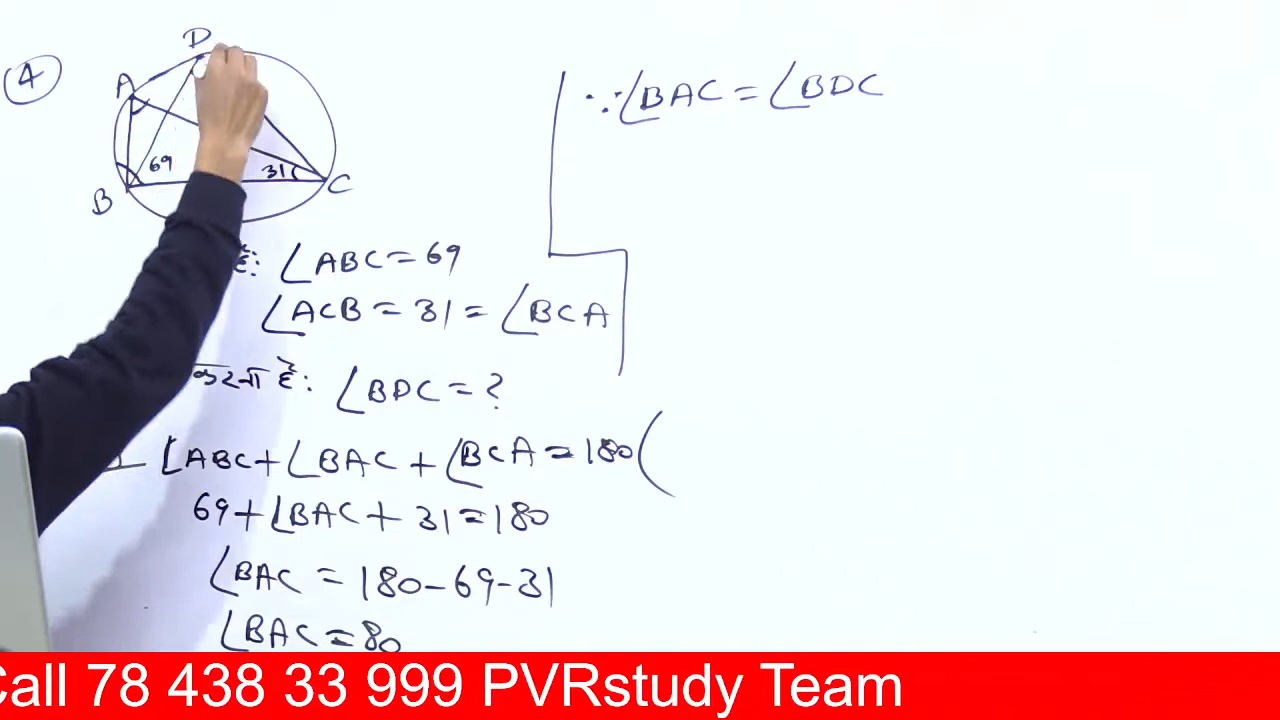 4
D
A
69
31
B
C
है: ∠ABC = 69
∠ACB = 31 = ∠BCA
करना है: ∠BDC = ?
∠ABC + ∠BAC + ∠BCA = 180 (
69 + ∠BAC + 31 = 180
∠BAC = 180 - 69 - 31
∠BAC = 80
∵ ∠BAC = ∠BDC
Call 78 438 33 999 PVRstudy Team